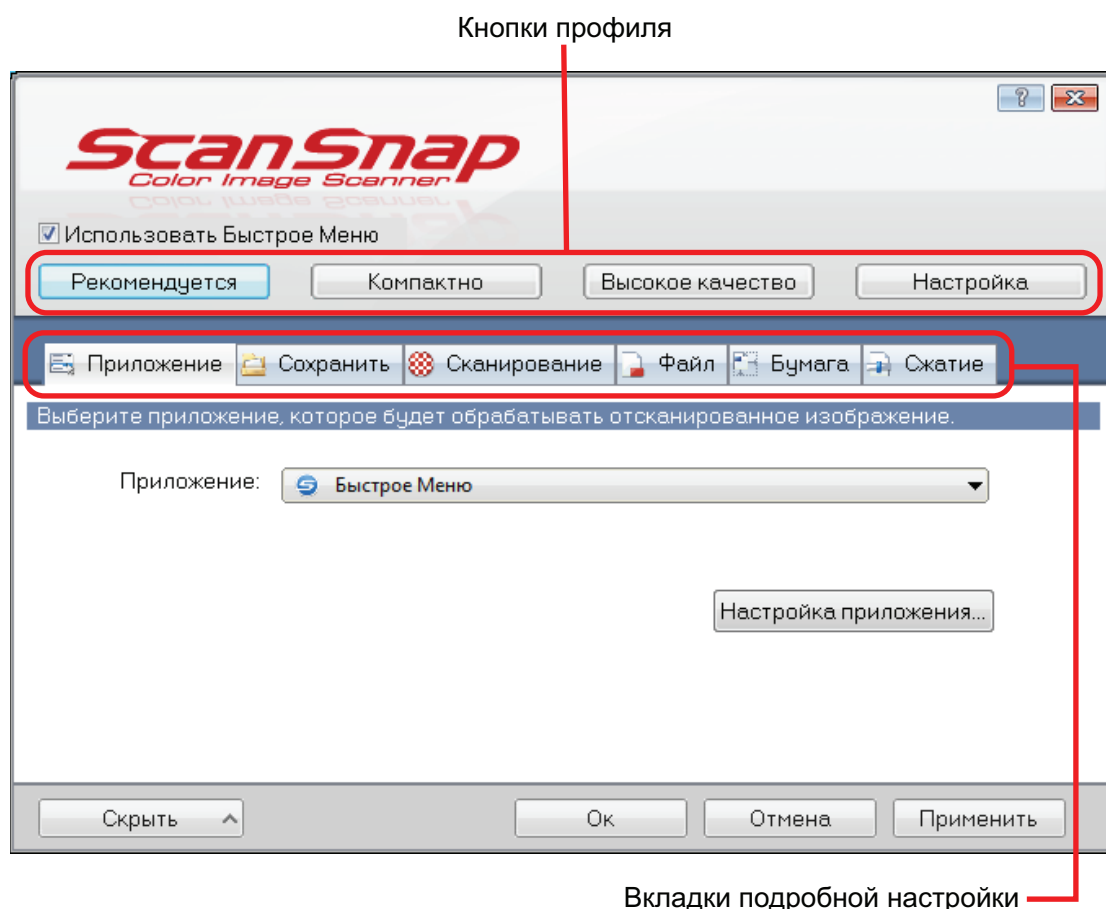 Кнопки профиля
ScanSnap
Color Image Scanner
Использовать Быстрое Меню
Рекомендуется Компактно Высокое качество Настройка
Приложение Сохранить Сканирование Файл Бумага Сжатие
Выберите приложение, которое будет обрабатывать отсканированное изображение.
Приложение: Быстрое Меню
Настройка приложения...
Скрыть Ок Отмена Применить
Вкладки подробной настройки